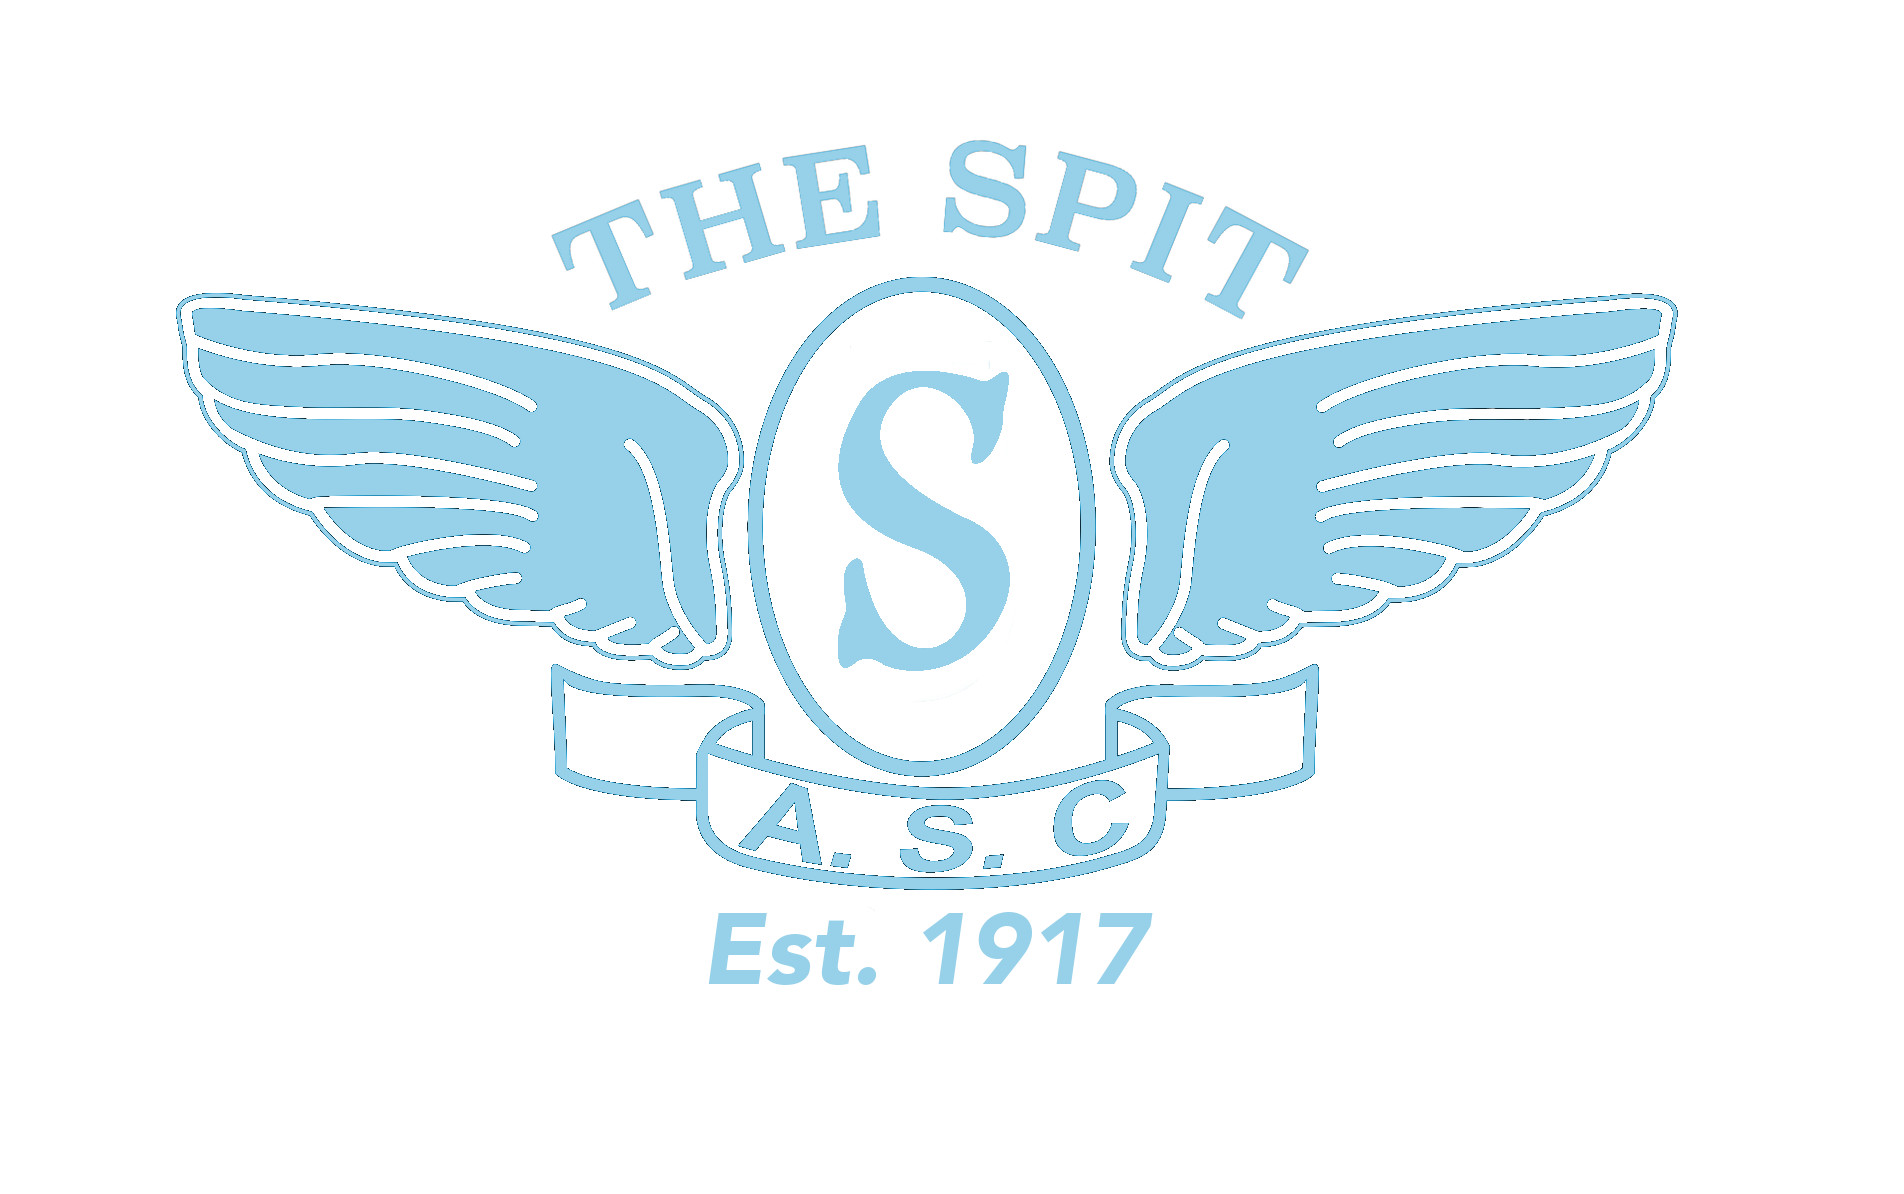 THE SPIT
S
A. S. C
Est. 1917